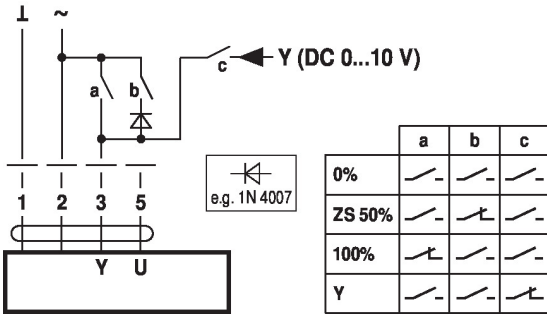 ⊥ ~
a b c Y (DC 0...10 V)
e.g. 1N 4007
1 2 3 5
Y U
a b c
0%
ZS 50%
100%
Y